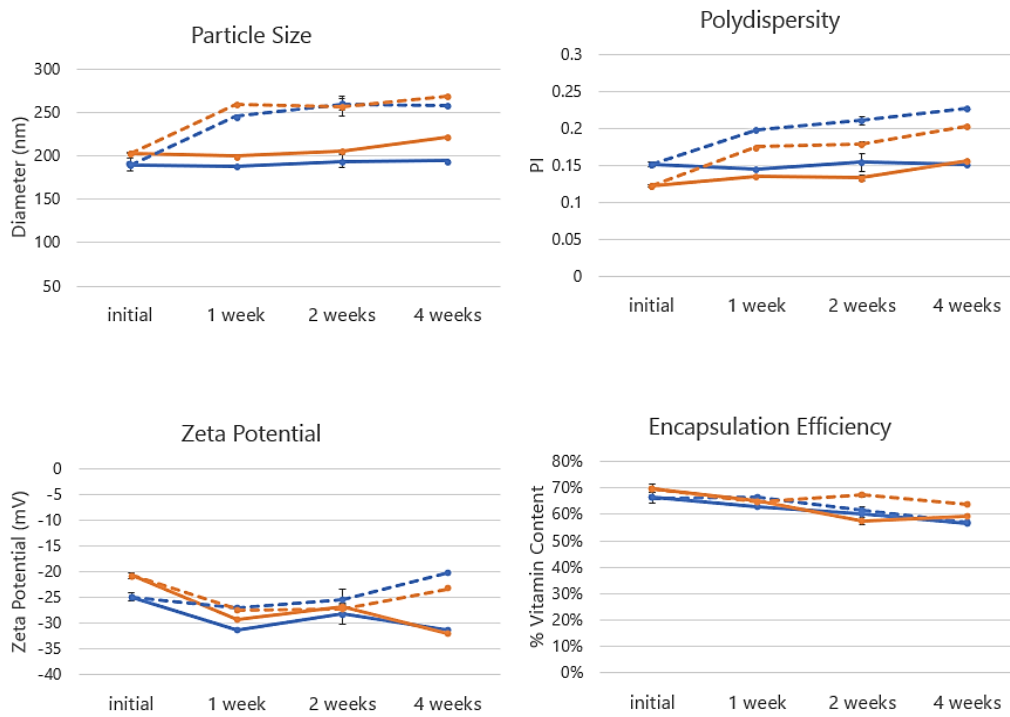 Particle Size
Diameter (nm)
300
250
200
150
100
50
initial 1 week 2 weeks 4 weeks
Polydispersity
PI
0.3
0.25
0.2
0.15
0.1
0.05
0
initial 1 week 2 weeks 4 weeks
Zeta Potential
Zeta Potential (mV)
0
-5
-10
-15
-20
-25
-30
-35
-40
initial 1 week 2 weeks 4 weeks
Encapsulation Efficiency
% Vitamin Content
80%
70%
60%
50%
40%
30%
20%
10%
0%
initial 1 week 2 weeks 4 weeks